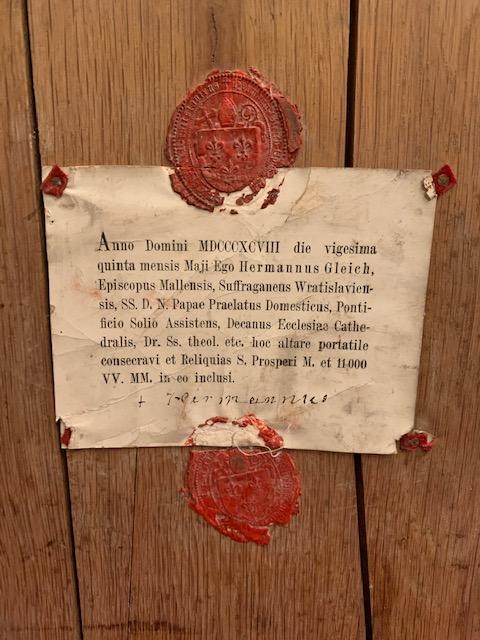 Anno Domini MDCCCXCVIII die vigesima
quinta mensis Maji Ego Hermannus Gleich,
Episcopus Mallensis, Suffraganeus Wratislavien-
sis, SS. D. N. Papae Praelatus Domesticus, Ponti-
ficio Solio Assistens, Decanus Ecclesiae Cathe-
dralis, Dr. Ss. theol. etc. hoc altare portatile
consecravi et Reliquias S. Prosperi M. et 11000
VV. MM. in eo inclusi.
+ Hermannus